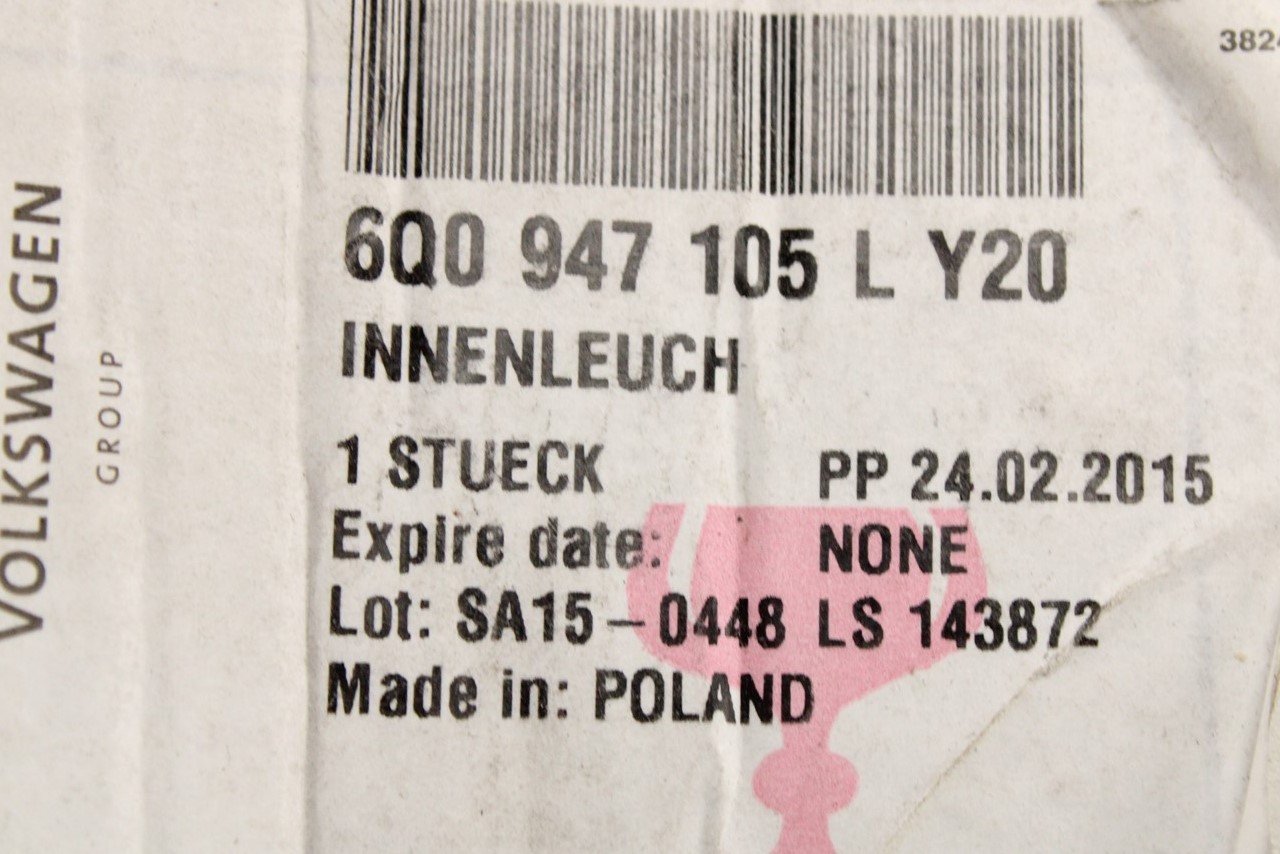 VOLKSWAGEN
GROUP
6Q0 947 105 L Y20
INNENLEUCH
1 STUECK PP 24.02.2015
Expire date: NONE
Lot: SA15-0448 LS 143872
Made in: POLAND